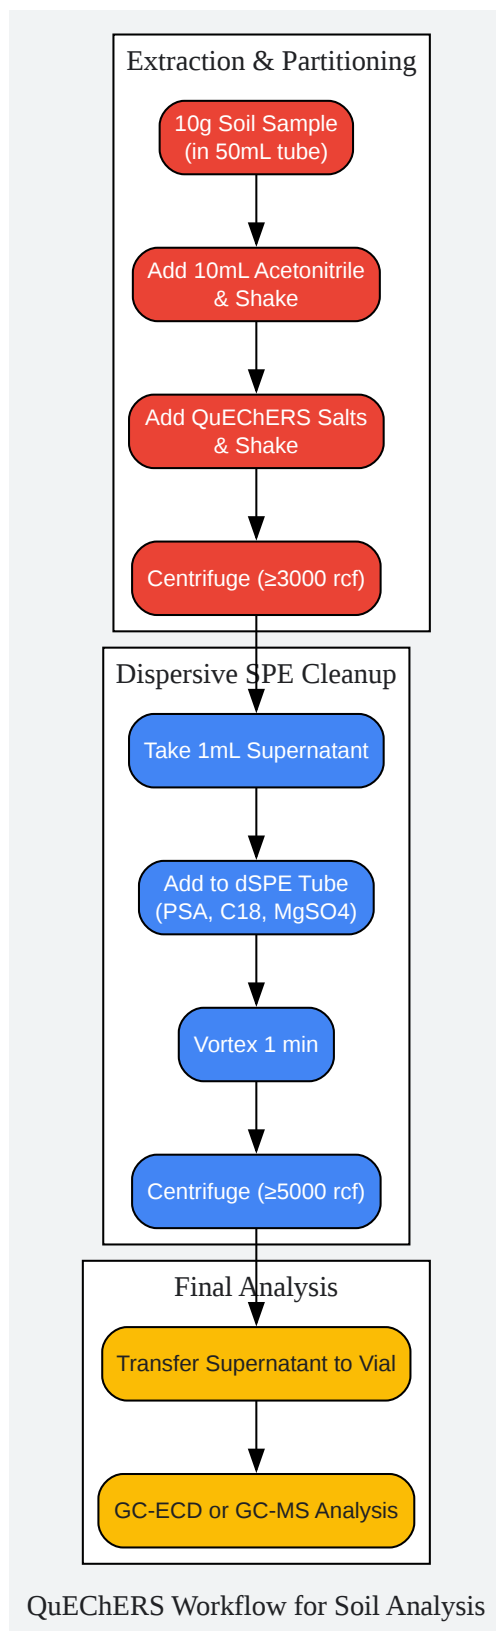 Extraction & Partitioning
10g Soil Sample
(in 50mL tube)
Add 10mL Acetonitrile
& Shake
Add QuEChERS Salts
& Shake
Centrifuge (≥3000 rcf)
Dispersive SPE Cleanup
Take 1mL Supernatant
Add to dSPE Tube
(PSA, C18, MgSO4)
Vortex 1 min
Centrifuge (≥5000 rcf)
Final Analysis
Transfer Supernatant to Vial
GC-ECD or GC-MS Analysis
QuEChERS Workflow for Soil Analysis